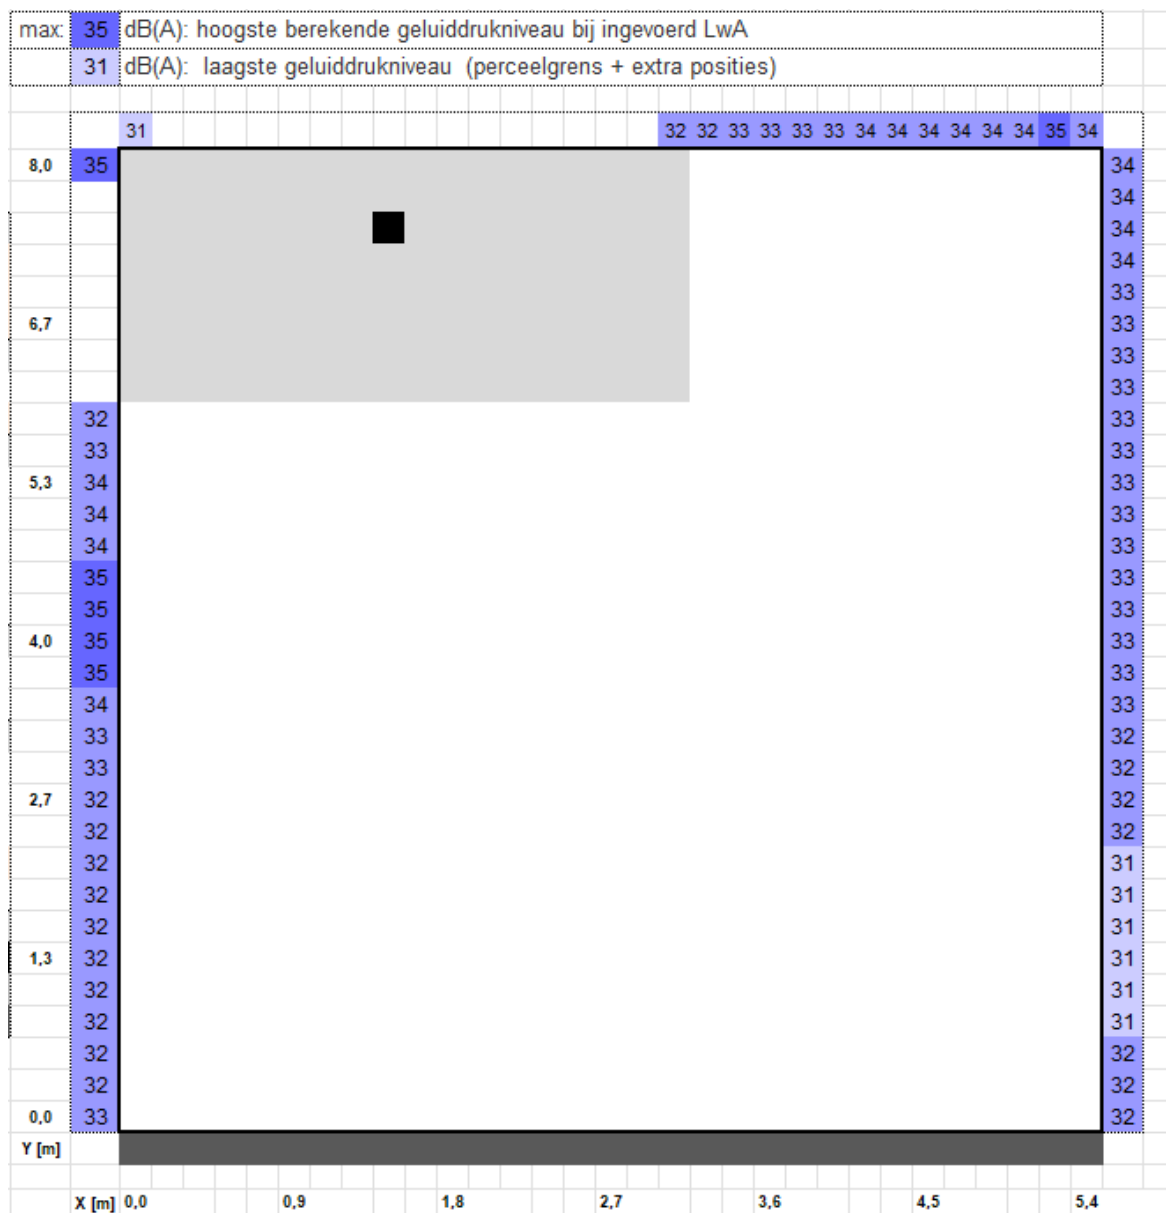 max: 35 dB(A): hoogste berekende geluiddrukniveau bij ingevoerd LwA
31 dB(A): laagste geluiddrukniveau (perceelgrens + extra posities)
31 32 32 33 33 33 33 34 34 34 34 34 34 35 34
8,0 35 34
34
34
34
33
6,7 33
33
33
32 33
33 33
5,3 34 33
34 33
34 33
35 33
35 33
4,0 35 33
35 33
34 33
33 32
33 32
2,7 32 32
32 32
32 31
32 31
32 31
1,3 32 31
32 31
32 31
32 32
32 32
0,0 33 32
Y [m]
X [m] 0,0 0,9 1,8 2,7 3,6 4,5 5,4